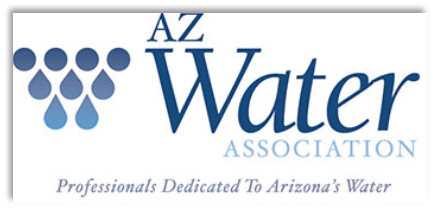 AZ
Water
ASSOCIATION
Professionals Dedicated To Arizona's Water